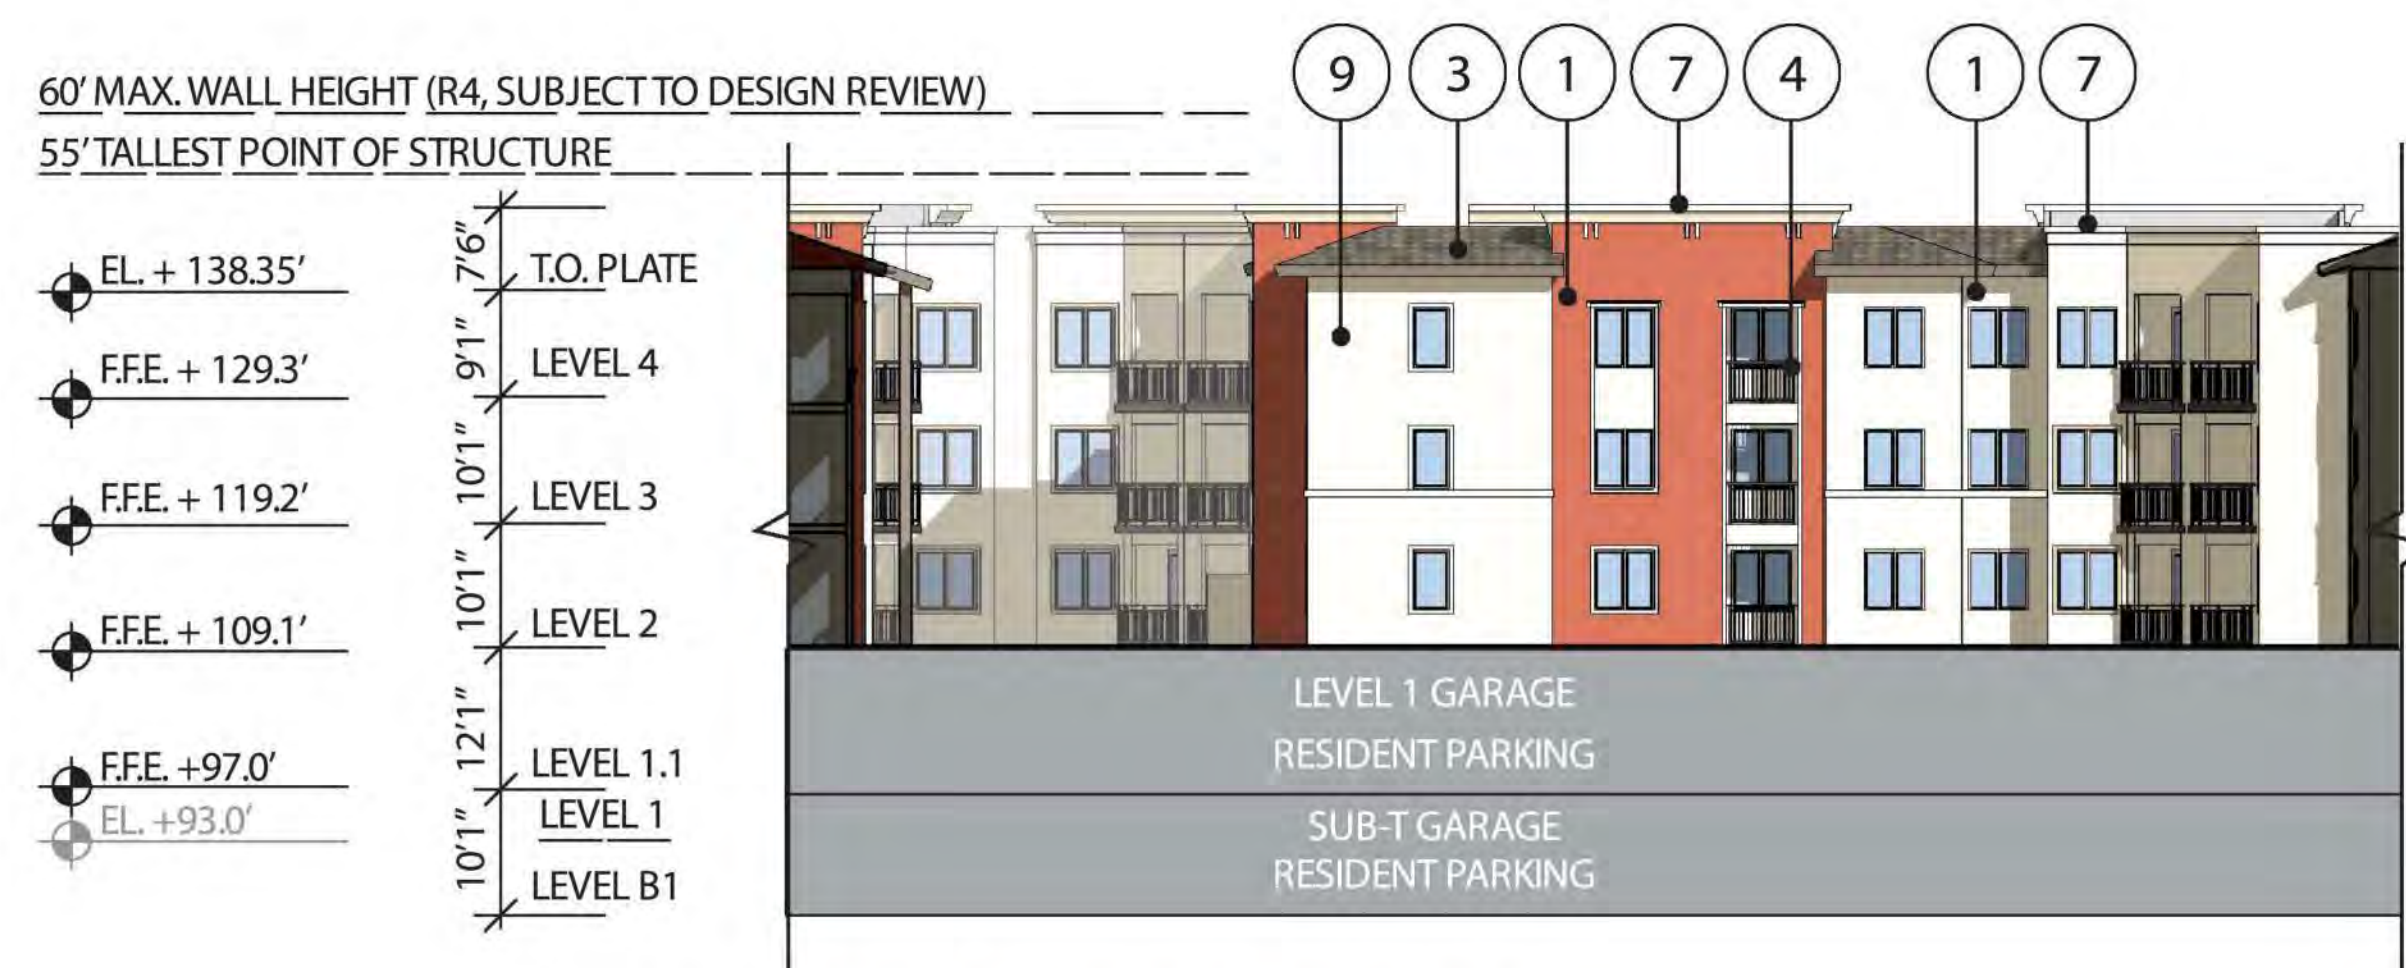 9 3 1 7 4 1 7
60' MAX. WALL HEIGHT (R4, SUBJECT TO DESIGN REVIEW)
55' TALLEST POINT OF STRUCTURE
7'6"
EL. + 138.35'
T.O. PLATE
9'1"
F.F.E. + 129.3'
LEVEL 4
10'1"
F.F.E. + 119.2'
LEVEL 3
10'1"
F.F.E. + 109.1'
LEVEL 2
12'1"
F.F.E. +97.0'
LEVEL 1.1
EL. +93.0'
LEVEL 1
10'1"
LEVEL B1
LEVEL 1 GARAGE
RESIDENT PARKING
SUB-T GARAGE
RESIDENT PARKING